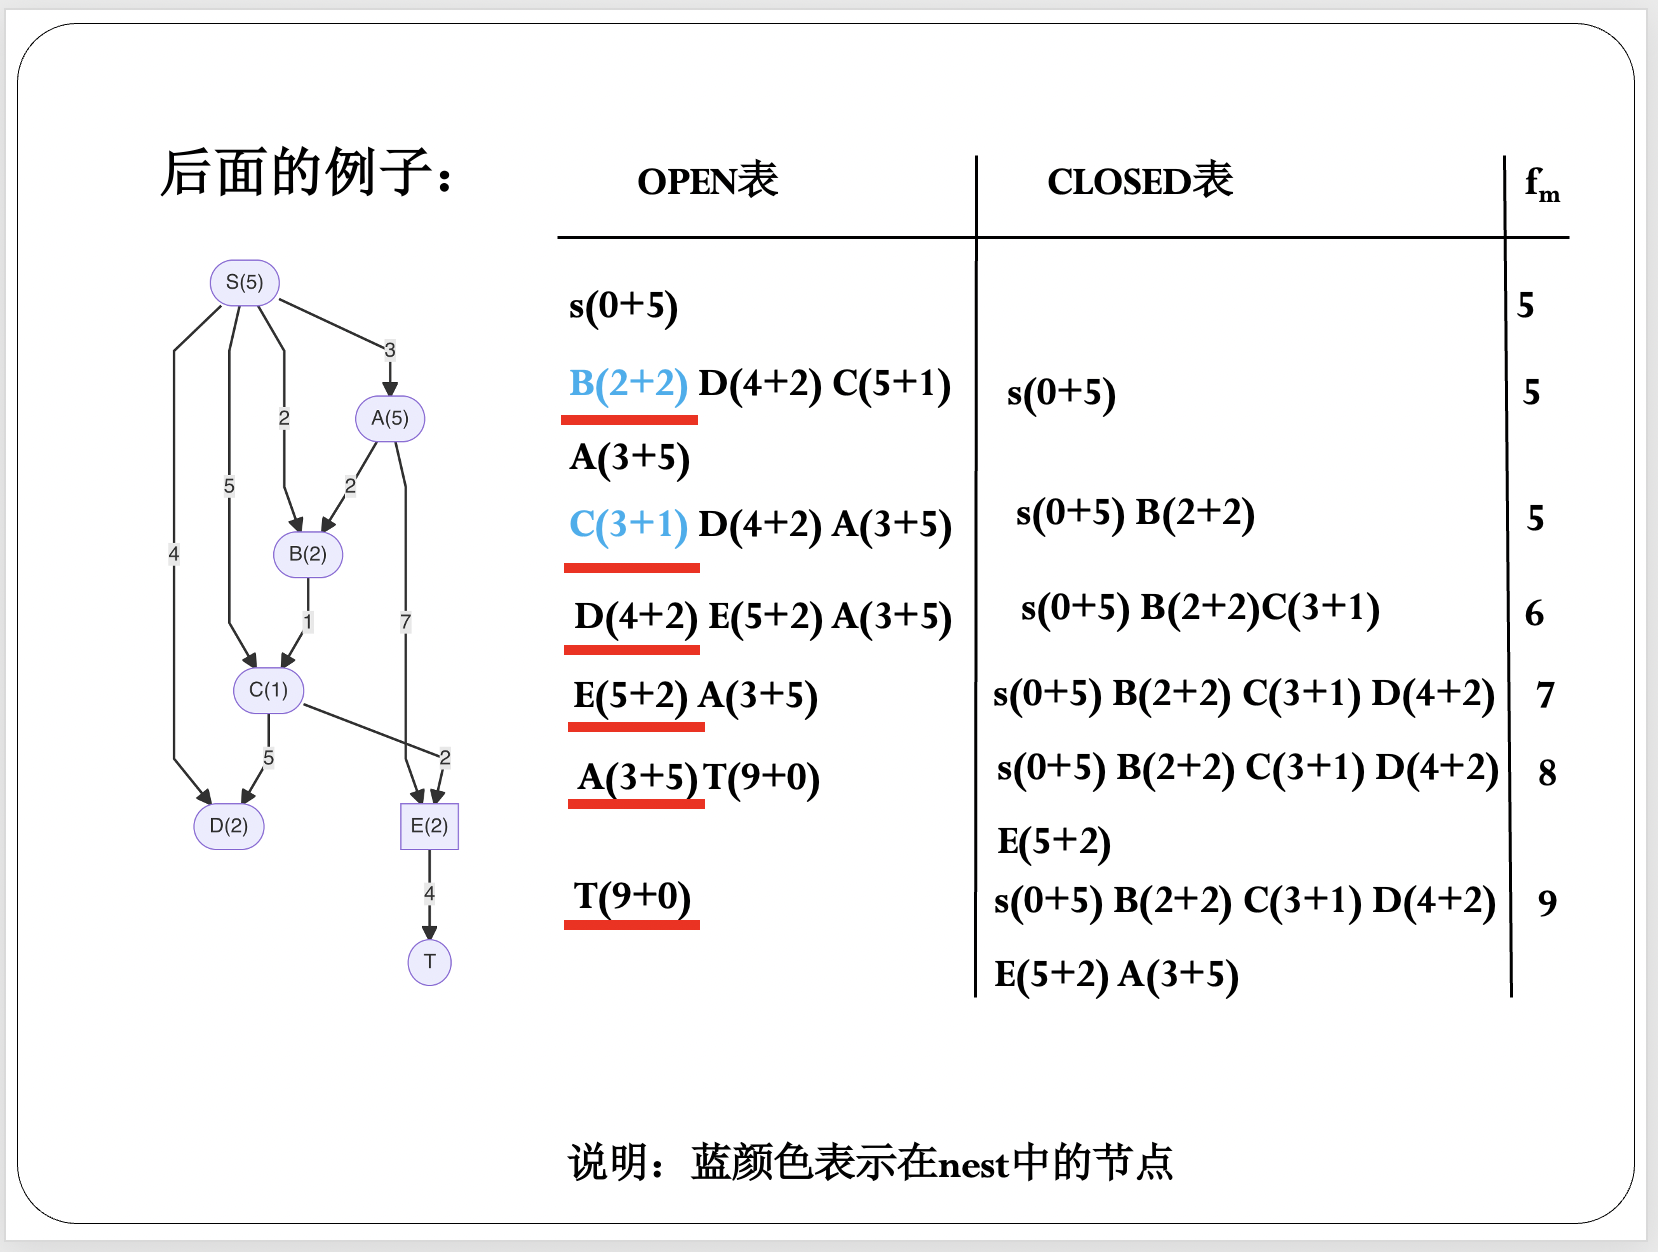 后面的例子：
OPEN表 CLOSED表 fm
s(0+5) 5
B(2+2) D(4+2) C(5+1) s(0+5) 5
A(3+5)
C(3+1) D(4+2) A(3+5) s(0+5) B(2+2) 5
D(4+2) E(5+2) A(3+5) s(0+5) B(2+2)C(3+1) 6
E(5+2) A(3+5) s(0+5) B(2+2) C(3+1) D(4+2) 7
A(3+5) T(9+0) s(0+5) B(2+2) C(3+1) D(4+2) 8
E(5+2)
T(9+0) s(0+5) B(2+2) C(3+1) D(4+2) 9
E(5+2) A(3+5)
S(5)
3
2
A(5)
5
2
4
B(2)
1
7
C(1)
5
2
D(2)
E(2)
4
T
说明：蓝颜色表示在nest中的节点